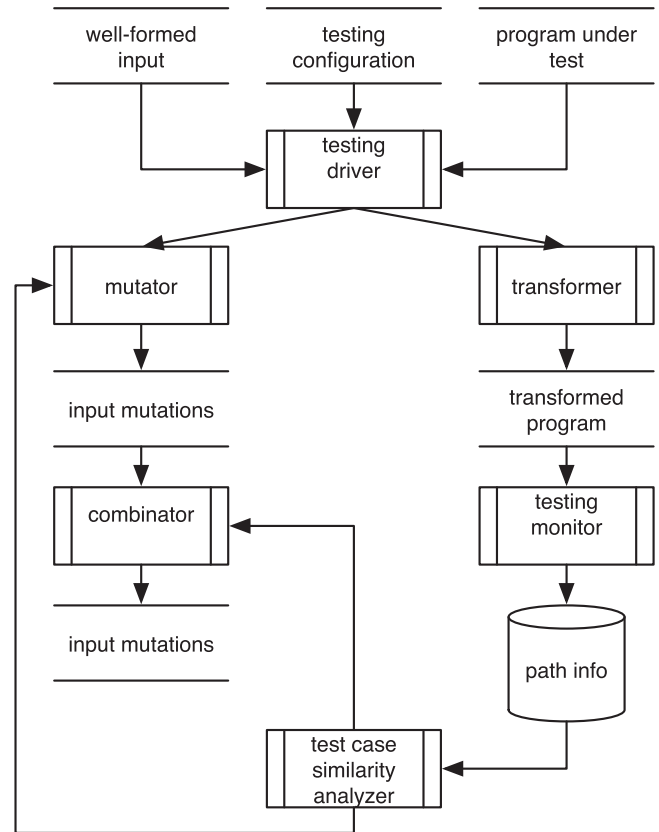 well-formed
input
testing
configuration
program under
test
testing
driver
mutator
transformer
input mutations
transformed
program
combinator
testing
monitor
input mutations
path info
test case
similarity
analyzer